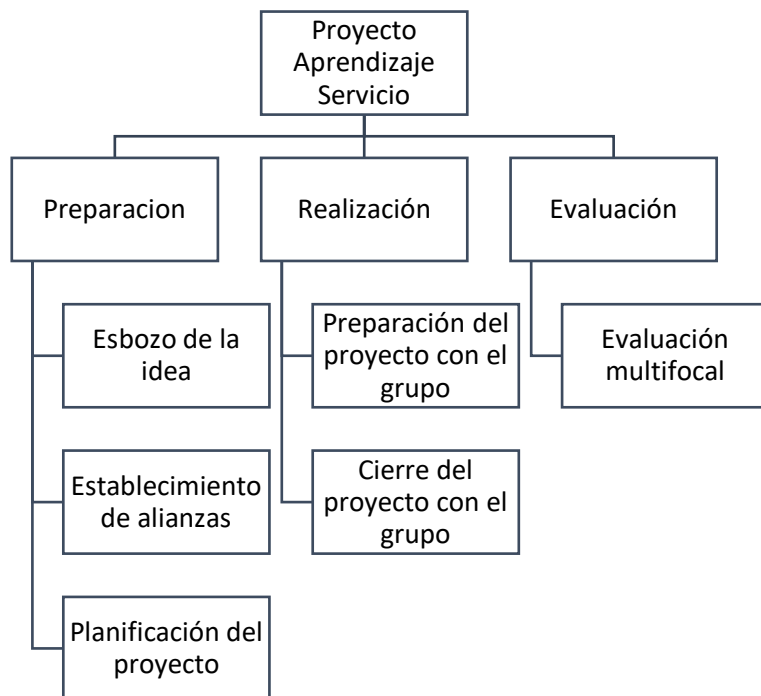 Proyecto
Aprendizaje
Servicio
Preparacion
Realización
Evaluación
Esbozo de la
idea
Establecimiento
de alianzas
Planificación del
proyecto
Preparación del
proyecto con el
grupo
Cierre del
proyecto con el
grupo
Evaluación
multifocal